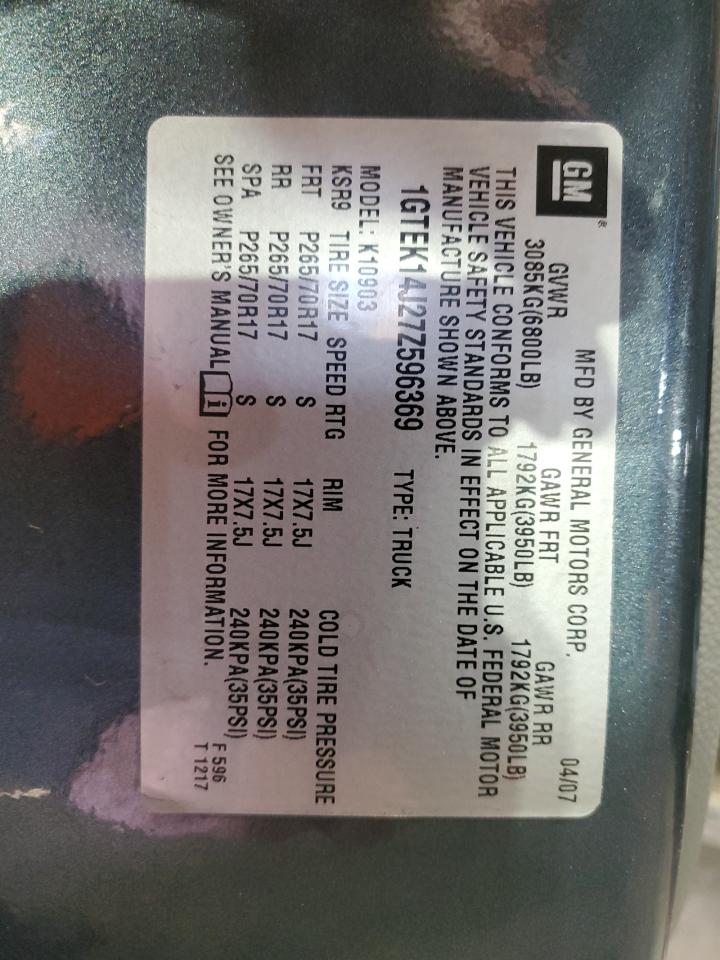 GM® MFD BY GENERAL MOTORS CORP. 04/07
GVWR GAWR FRT GAWR RR
3085KG(6800LB) 1792KG(3950LB) 1792KG(3950LB)
THIS VEHICLE CONFORMS TO ALL APPLICABLE U.S. FEDERAL MOTOR
VEHICLE SAFETY STANDARDS IN EFFECT ON THE DATE OF
MANUFACTURE SHOWN ABOVE.
1GTEK14J27Z596369 TYPE: TRUCK
MODEL: K10903
KSR9 TIRE SIZE SPEED RTG RIM COLD TIRE PRESSURE
FRT P265/70R17 S 17X7.5J 240KPA(35PSI)
RR P265/70R17 S 17X7.5J 240KPA(35PSI)
SPA P265/70R17 S 17X7.5J 240KPA(35PSI)
SEE OWNER'S MANUAL i FOR MORE INFORMATION.
F 596
T 1217